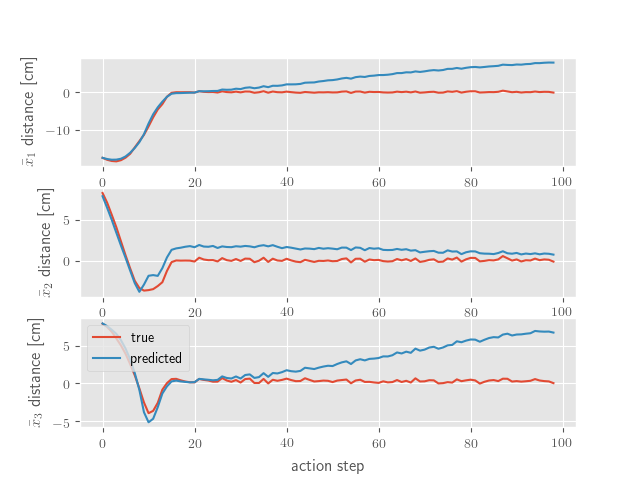 x̄₁ distance [cm]
0
−10
0 20 40 60 80 100
x̄₂ distance [cm]
5
0
0 20 40 60 80 100
x̄₃ distance [cm]
5
0
−5
true
predicted
0 20 40 60 80 100
action step